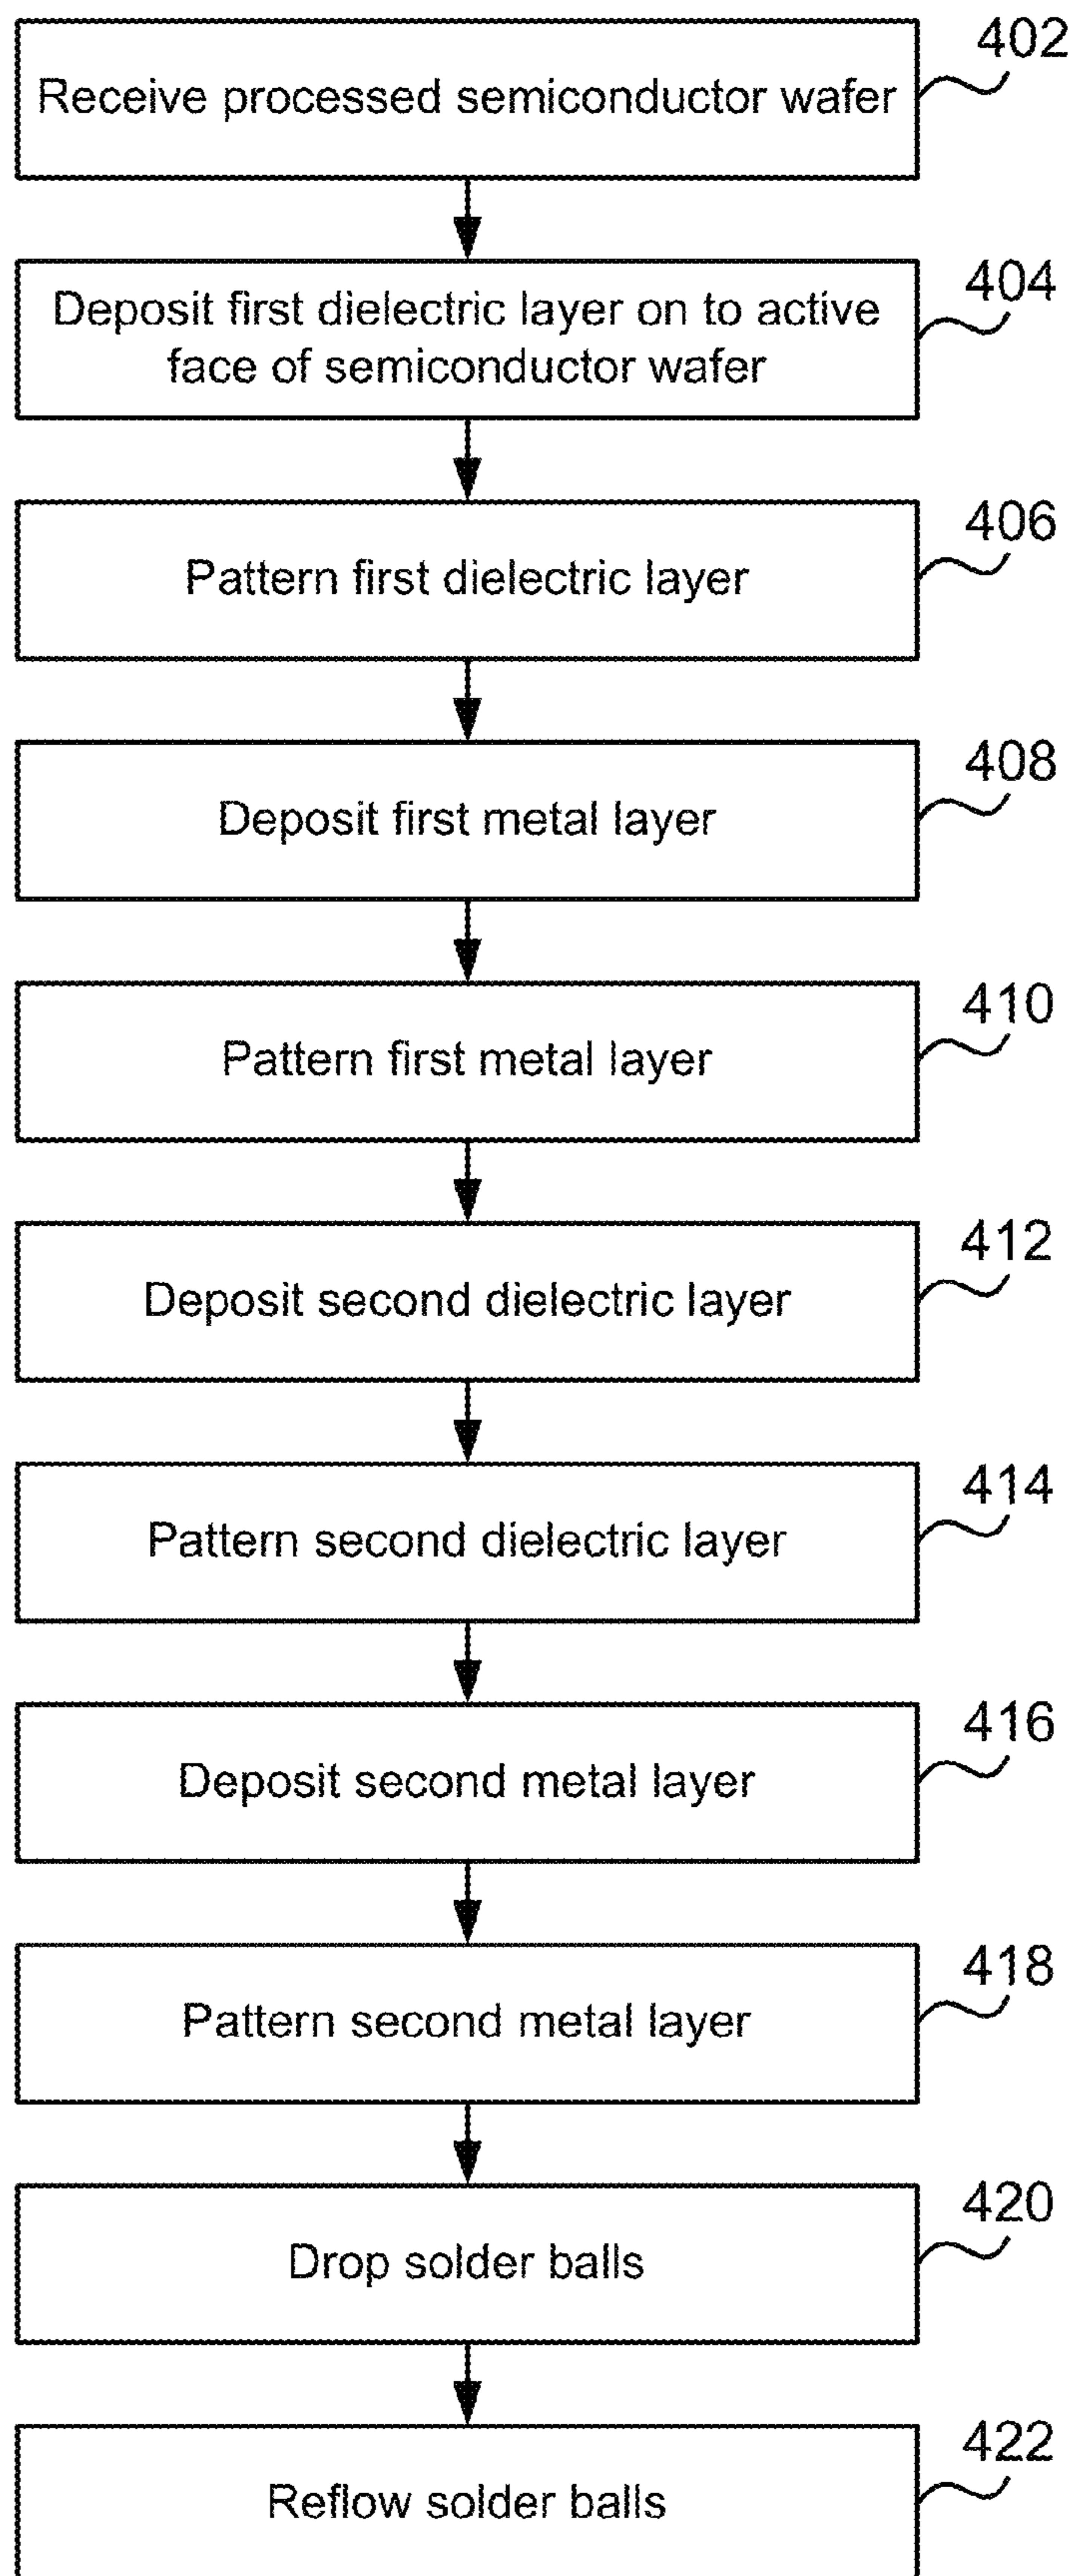 402
Receive processed semiconductor wafer
404
Deposit first dielectric layer on to active
face of semiconductor wafer
406
Pattern first dielectric layer
408
Deposit first metal layer
410
Pattern first metal layer
412
Deposit second dielectric layer
414
Pattern second dielectric layer
416
Deposit second metal layer
418
Pattern second metal layer
420
Drop solder balls
422
Reflow solder balls